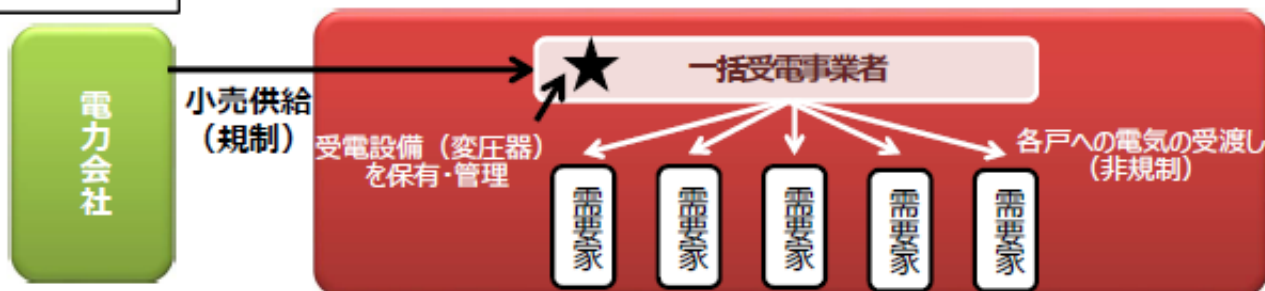 電力会社
小売供給
（規制）
★
一括受電事業者
受電設備（変圧器）
を保有・管理
各戸への電気の受渡し
（非規制）
需要家
需要家
需要家
需要家
需要家